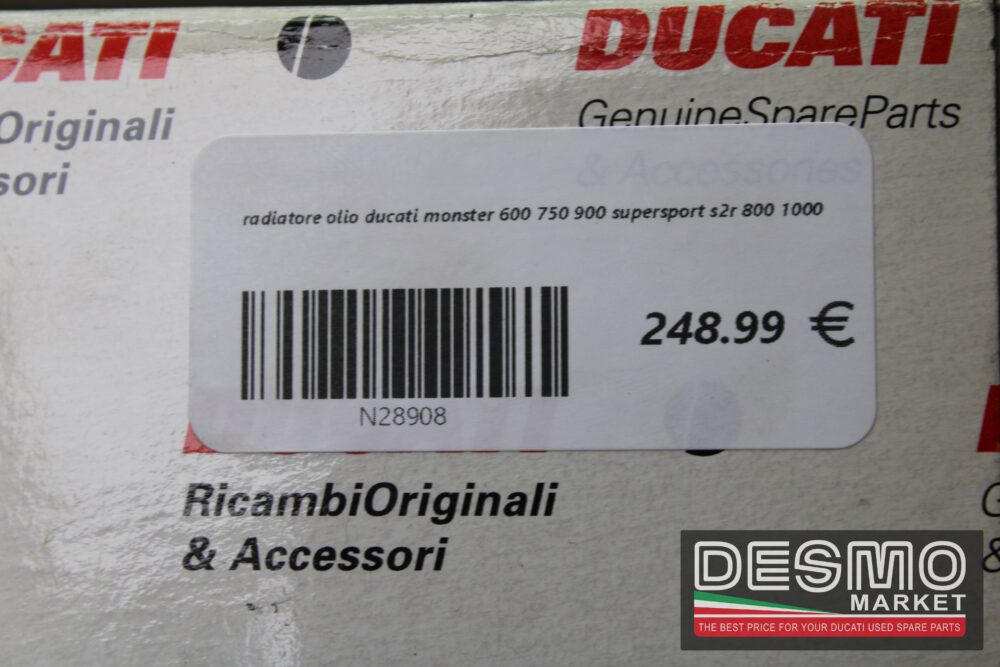 CATI
DUCATI
Originali
GenuineSpareParts
sori
& Accessories
radiatore olio ducati monster 600 750 900 supersport s2r 800 1000
248.99 €
N28908
RicambiOriginali
& Accessori
&
DESMO
MARKET
THE BEST PRICE FOR YOUR DUCATI USED SPARE PARTS